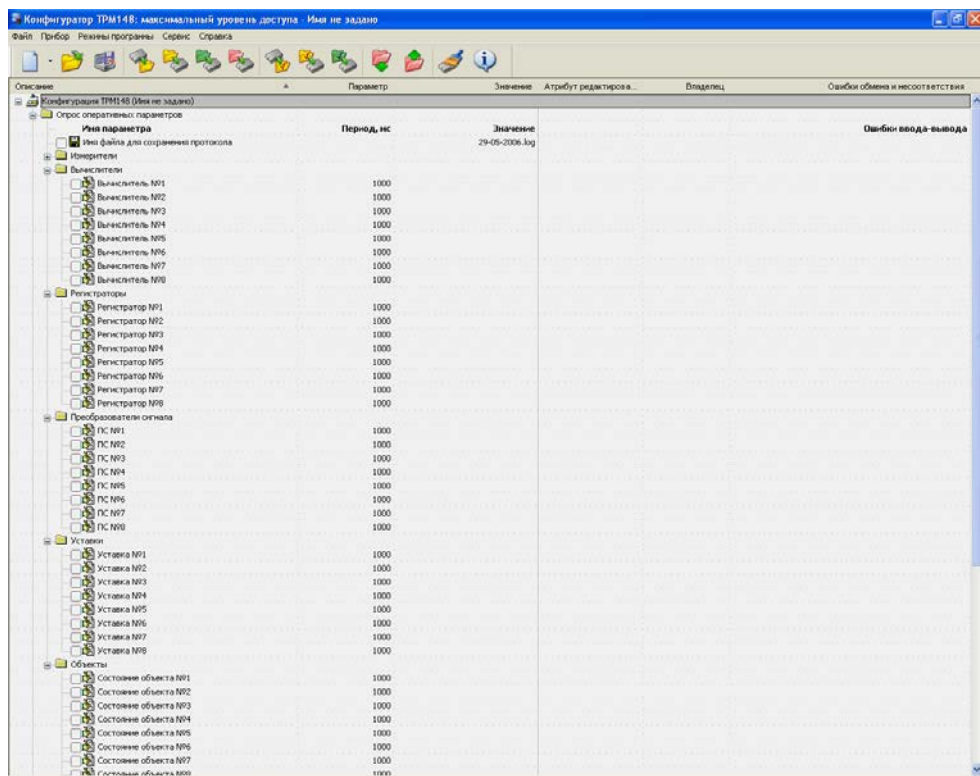 Конфигуратор ТРМ148: максимальный уровень доступа - Имя не задано
Файл Прибор Режимы программы Сервис Справка
Описание Параметр Значение Атрибут редактирова... Владелец Ошибки обмена и несоответствия
Конфигурация ТРМ148 (Имя не задано)
Опрос оперативных параметров
Имя параметра Период, мс Значение Ошибки ввода-вывода
Имя файла для сохранения протокола 29-05-2006.log
Измерители
Вычислители
Вычислитель №1 1000
Вычислитель №2 1000
Вычислитель №3 1000
Вычислитель №4 1000
Вычислитель №5 1000
Вычислитель №6 1000
Вычислитель №7 1000
Вычислитель №8 1000
Регистраторы
Регистратор №1 1000
Регистратор №2 1000
Регистратор №3 1000
Регистратор №4 1000
Регистратор №5 1000
Регистратор №6 1000
Регистратор №7 1000
Регистратор №8 1000
Преобразователи сигнала
ПС №1 1000
ПС №2 1000
ПС №3 1000
ПС №4 1000
ПС №5 1000
ПС №6 1000
ПС №7 1000
ПС №8 1000
Уставки
Уставка №1 1000
Уставка №2 1000
Уставка №3 1000
Уставка №4 1000
Уставка №5 1000
Уставка №6 1000
Уставка №7 1000
Уставка №8 1000
Объекты
Состояние объекта №1 1000
Состояние объекта №2 1000
Состояние объекта №3 1000
Состояние объекта №4 1000
Состояние объекта №5 1000
Состояние объекта №6 1000
Состояние объекта №7 1000
Состояние объекта №8 1000